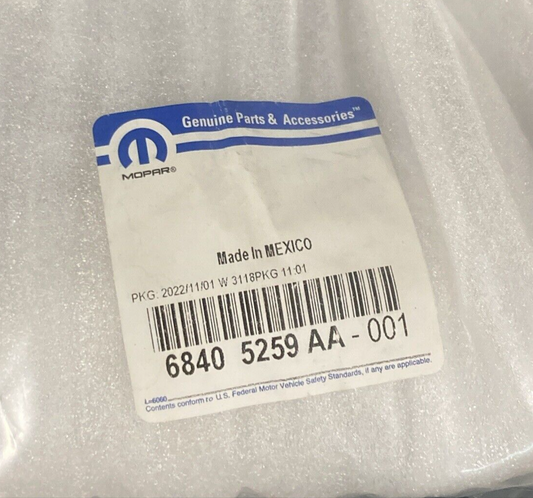 Genuine Parts & Accessories™
MOPAR®
Made In MEXICO
PKG. 2022/11/01 W 3118PKG 11:01
6840 5259 AA - 001
L=6060
Contents conform to U.S. Federal Motor Vehicle Safety Standards, if any are applicable.